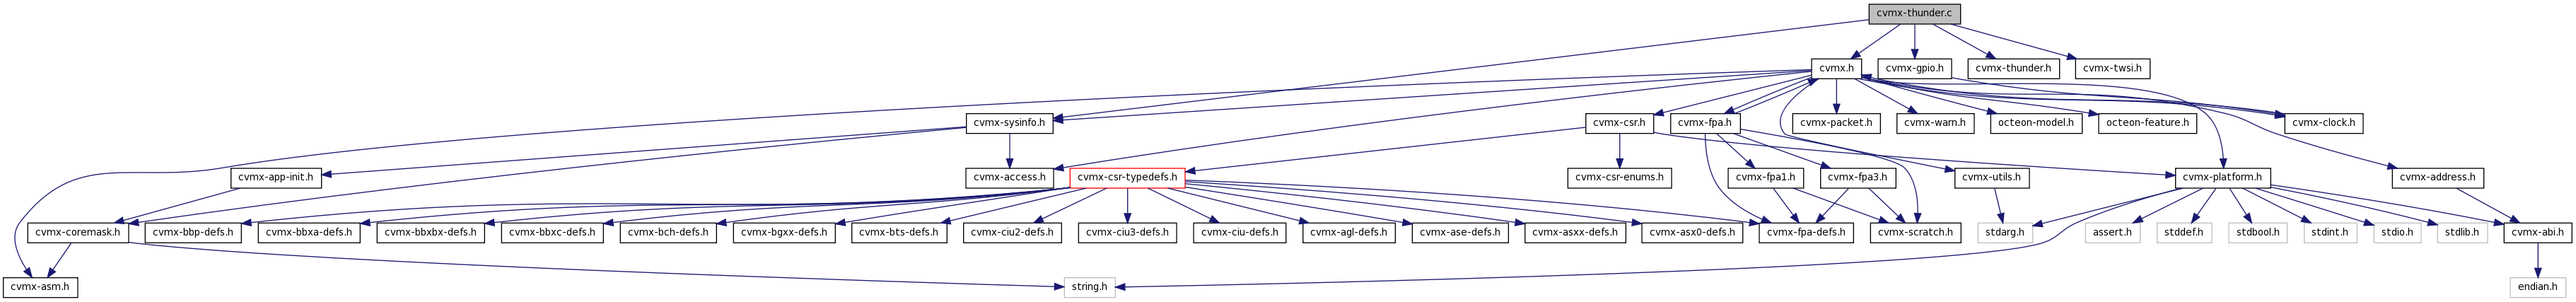 cvmx-thunder.c
cvmx.h
cvmx-gpio.h
cvmx-thunder.h
cvmx-twsi.h
cvmx-sysinfo.h
cvmx-csr.h
cvmx-fpa.h
cvmx-packet.h
cvmx-warn.h
octeon-model.h
octeon-feature.h
cvmx-clock.h
cvmx-app-init.h
cvmx-access.h
cvmx-csr-typedefs.h
cvmx-csr-enums.h
cvmx-fpa1.h
cvmx-fpa3.h
cvmx-utils.h
cvmx-platform.h
cvmx-address.h
cvmx-coremask.h
cvmx-bbp-defs.h
cvmx-bbxa-defs.h
cvmx-bbxbx-defs.h
cvmx-bbxc-defs.h
cvmx-bch-defs.h
cvmx-bgxx-defs.h
cvmx-bts-defs.h
cvmx-ciu2-defs.h
cvmx-ciu3-defs.h
cvmx-ciu-defs.h
cvmx-agl-defs.h
cvmx-ase-defs.h
cvmx-asxx-defs.h
cvmx-asx0-defs.h
cvmx-fpa-defs.h
cvmx-scratch.h
stdarg.h
assert.h
stddef.h
stdbool.h
stdint.h
stdio.h
stdlib.h
cvmx-abi.h
cvmx-asm.h
string.h
endian.h